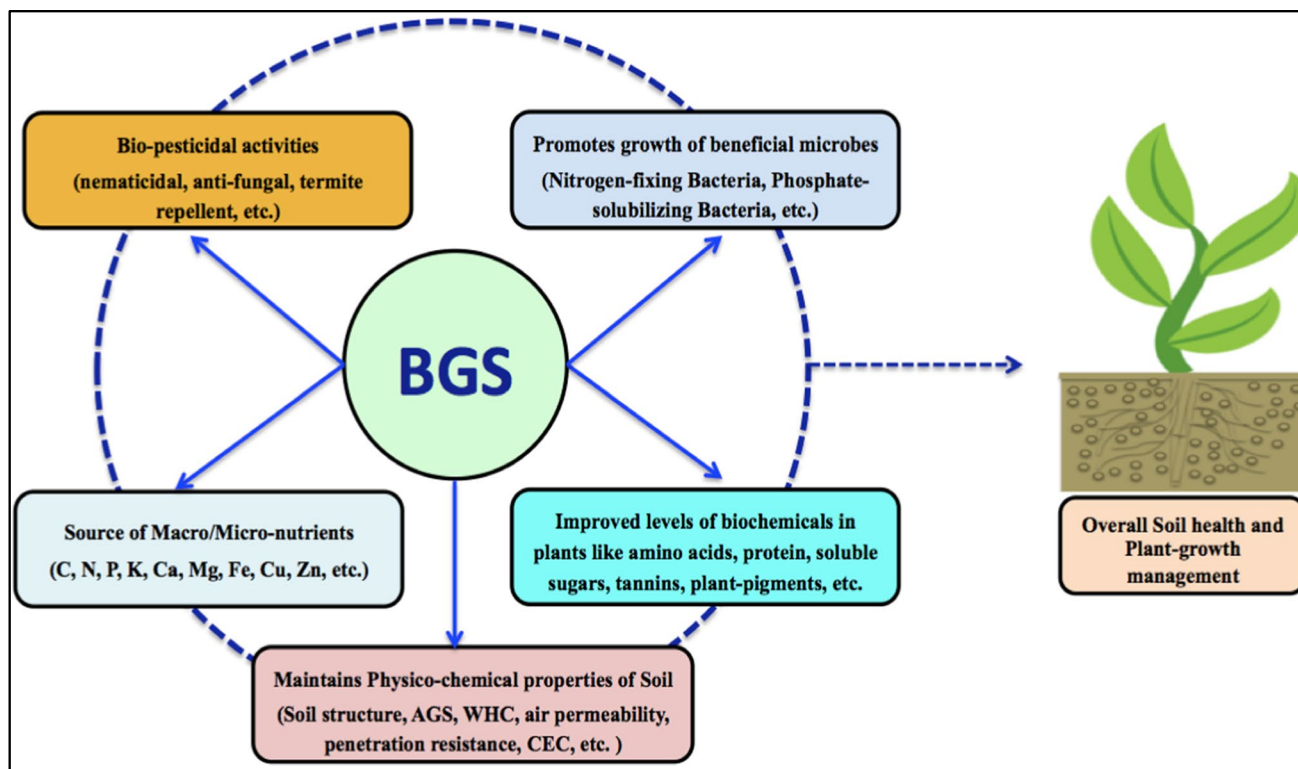 Bio-pesticidal activities
(nematicidal, anti-fungal, termite
repellent, etc.)
Promotes growth of beneficial microbes
(Nitrogen-fixing Bacteria, Phosphate-
solubilizing Bacteria, etc.)
BGS
Source of Macro/Micro-nutrients
(C, N, P, K, Ca, Mg, Fe, Cu, Zn, etc.)
Improved levels of biochemicals in
plants like amino acids, protein, soluble
sugars, tannins, plant-pigments, etc.
Maintains Physico-chemical properties of Soil
(Soil structure, AGS, WHC, air permeability,
penetration resistance, CEC, etc. )
Overall Soil health and
Plant-growth
management